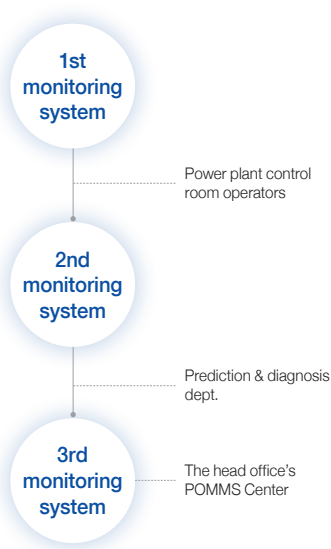 1st
monitoring
system
Power plant control
room operators
2nd
monitoring
system
Prediction & diagnosis
dept.
3rd
monitoring
system
The head office's
POMMS Center